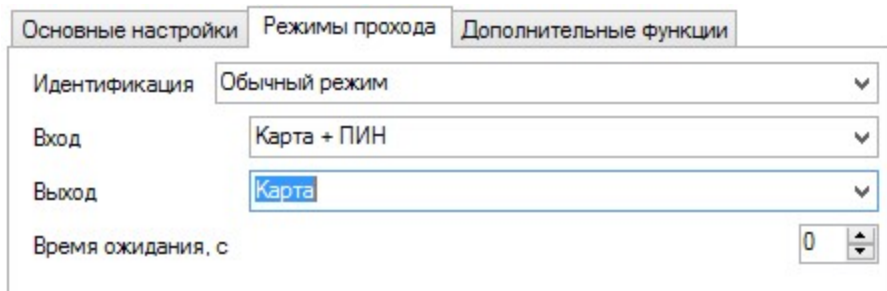 Основные настройки Режимы прохода Дополнительные функции
Идентификация Обычный режим
Вход Карта + ПИН
Выход Карта
Время ожидания, с 0